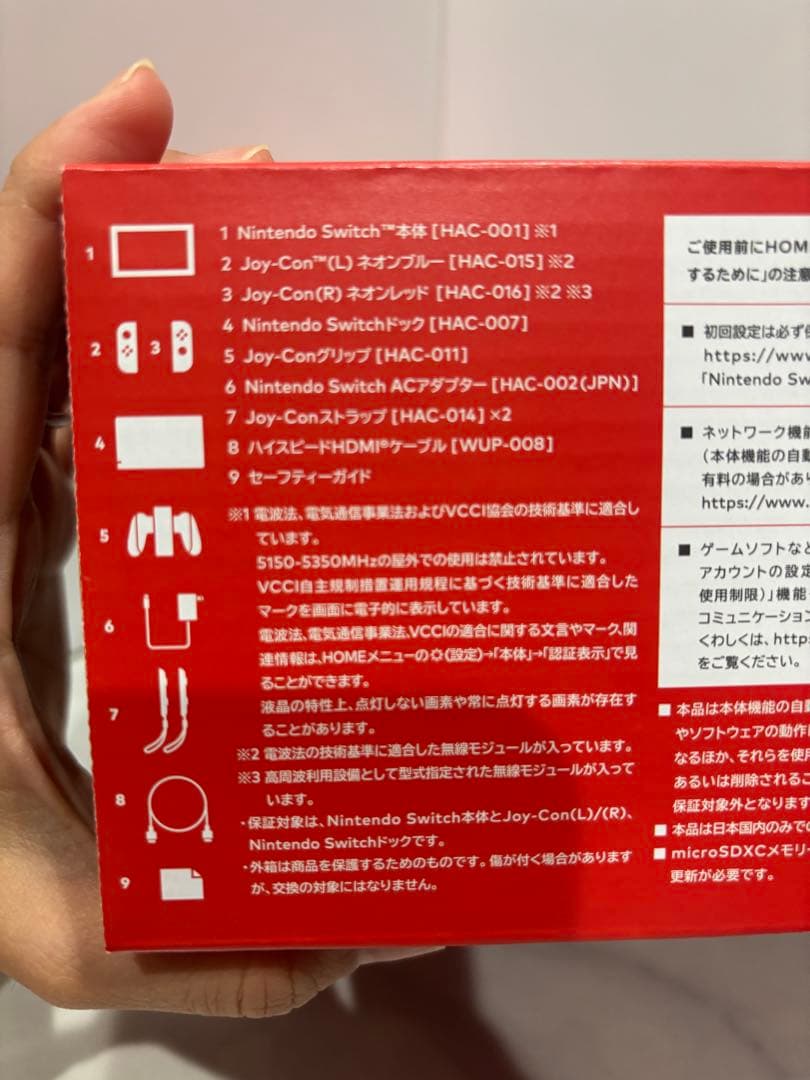 1 Nintendo Switch™本体 [HAC-001] ※1
2 Joy-Con™(L) ネオンブルー [HAC-015] ※2
3 Joy-Con(R) ネオンレッド [HAC-016] ※2 ※3
4 Nintendo Switchドック [HAC-007]
5 Joy-Conグリップ [HAC-011]
6 Nintendo Switch ACアダプター [HAC-002(JPN)]
7 Joy-Conストラップ [HAC-014] ×2
8 ハイスピードHDMI®ケーブル [WUP-008]
9 セーフティーガイド
※1 電波法、電気通信事業法およびVCCI協会の技術基準に適合し
ています。
5150-5350MHzの屋外での使用は禁止されています。
VCCI自主規制措置運用規程に基づく技術基準に適合した
マークを画面に電子的に表示しています。
電波法、電気通信事業法、VCCIの適合に関する文言やマーク、関
連情報は、HOMEメニューの(設定)→「本体」→「認証表示」で見
ることができます。
液晶の特性上、点灯しない画素や常に点灯する画素が存在す
ることがあります。
※2 電波法の技術基準に適合した無線モジュールが入っています。
※3 高周波利用設備として型式指定された無線モジュールが入って
います。
・保証対象は、Nintendo Switch本体とJoy-Con(L)/(R)、
Nintendo Switchドックです。
・外箱は商品を保護するためのものです。傷が付く場合があります
が、交換の対象にはなりません。
1
2
3
4
5
6
7
8
9
ご使用前にHOM
するために」の注意
■ 初回設定は必ず
https://www
「Nintendo Sw
■ ネットワーク機能
(本体機能の自動
有料の場合があり
https://www.
■ ゲームソフトなど
アカウントの設定
使用制限)」機能
コミュニケーション
くわしくは、http
をご覧ください。
■ 本品は本体機能の自動
やソフトウェアの動作に
なるほか、それらを使用
あるいは削除されるこ
保証対象外となります
■ 本品は日本国内のみでの
■ microSDXCメモリー
更新が必要です。